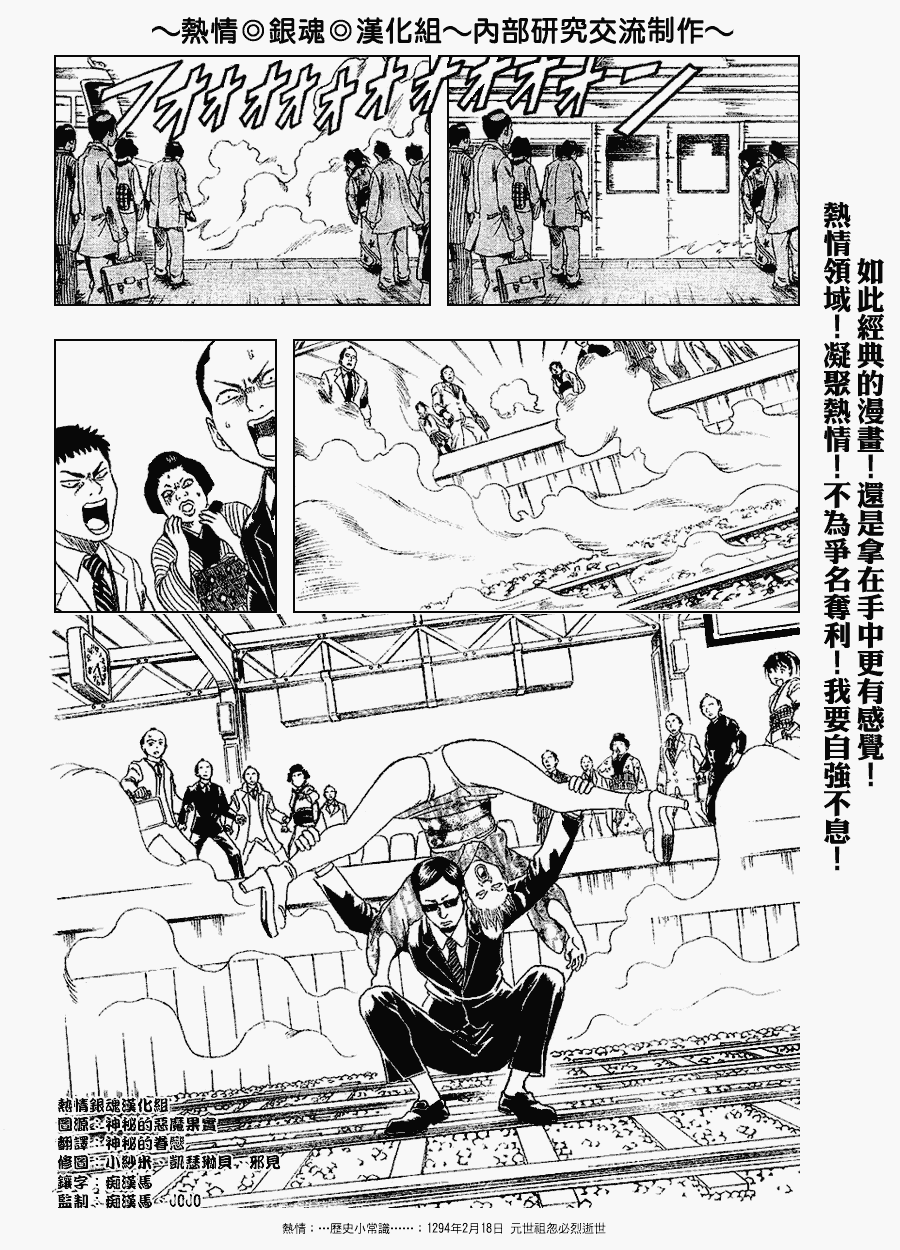 ～熱情◎銀魂◎漢化組～內部研究交流制作～
フオオオオオオオオオオーン
如此經典的漫畫！還是拿在手中更有感覺！
熱情領域！凝聚熱情！不為爭名奪利！我要自強不息！
熱情銀魂漢化組
圖源：神秘的惡魔果實
翻譯：神秘的眷戀
修圖：小紗米、凱瑟琳貝、邪見
鑲字：痴漢馬
監制：痴漢馬、JOJO
熱情：…歷史小常識……；1294年2月18日 元世祖忽必烈逝世